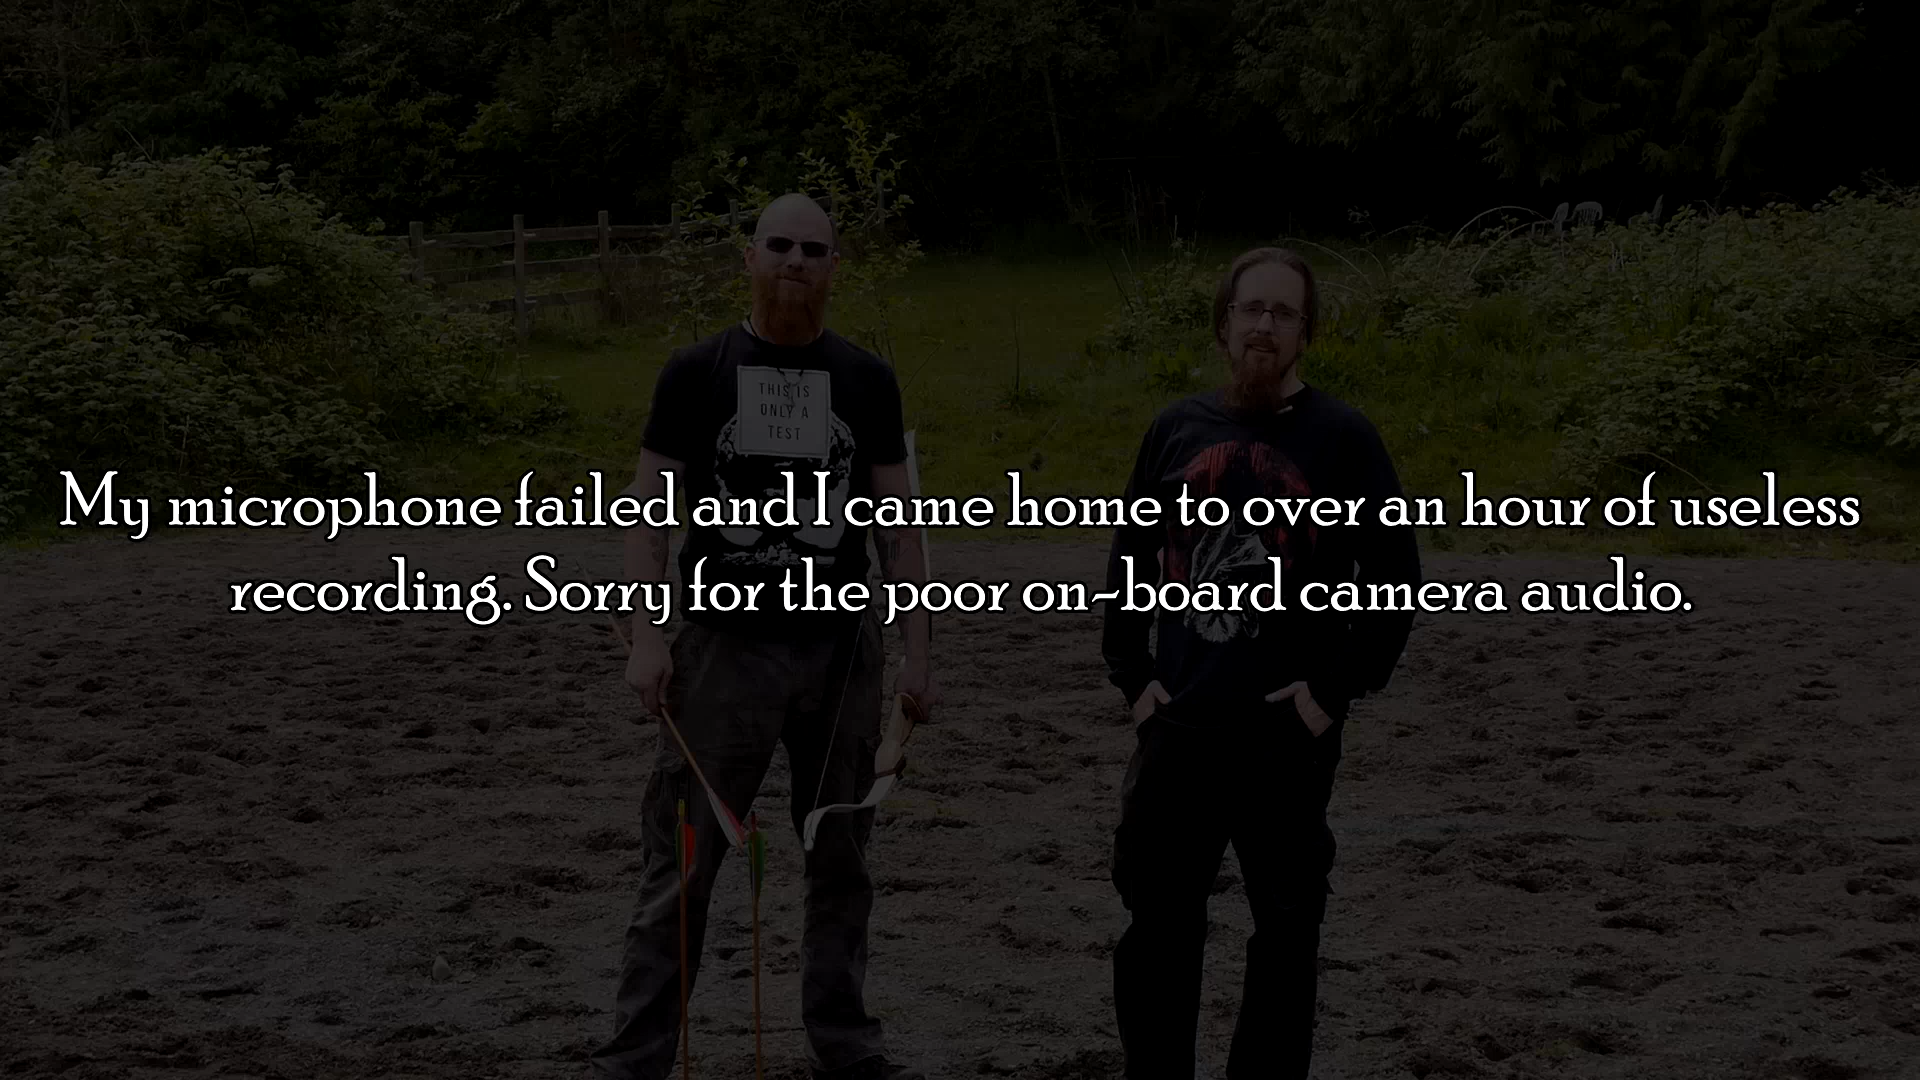 THIS IS
ONLY A
TEST
My microphone failed and I came home to over an hour of useless
recording. Sorry for the poor on-board camera audio.